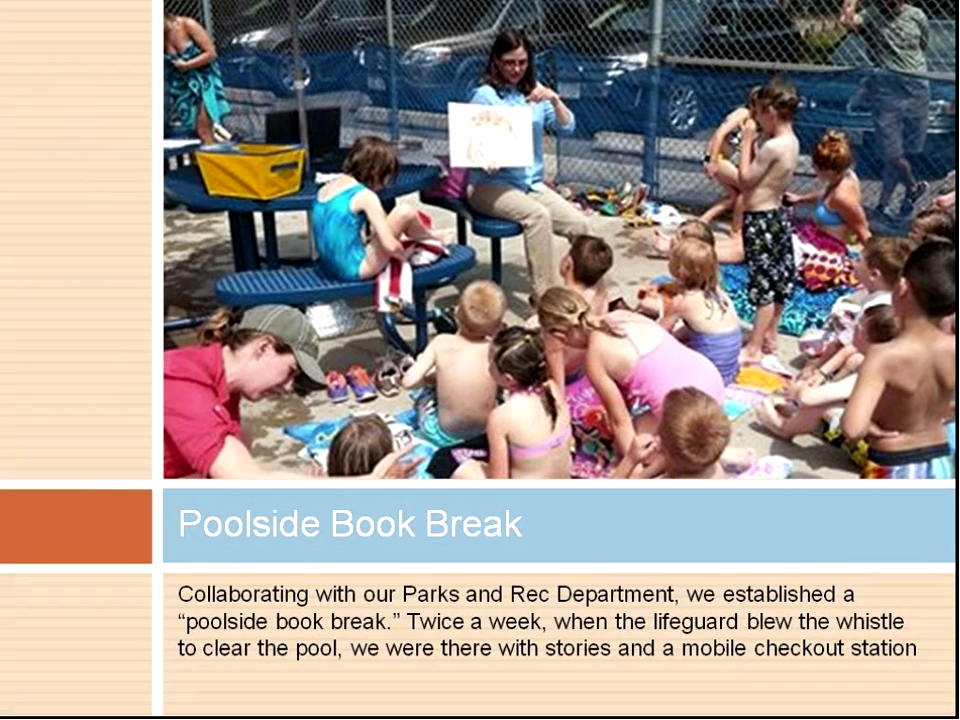 Poolside Book Break
Collaborating with our Parks and Rec Department, we established a
“poolside book break.” Twice a week, when the lifeguard blew the whistle
to clear the pool, we were there with stories and a mobile checkout station